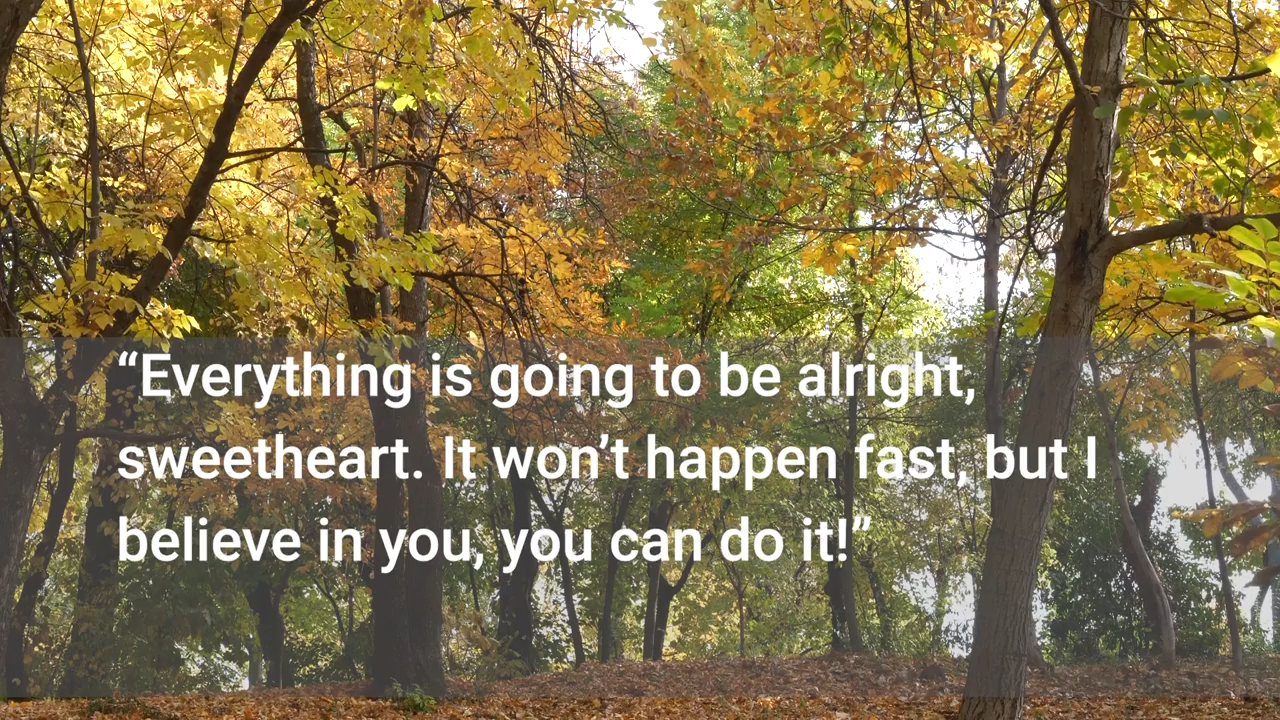 “Everything is going to be alright,
sweetheart. It won’t happen fast, but I
believe in you, you can do it!”